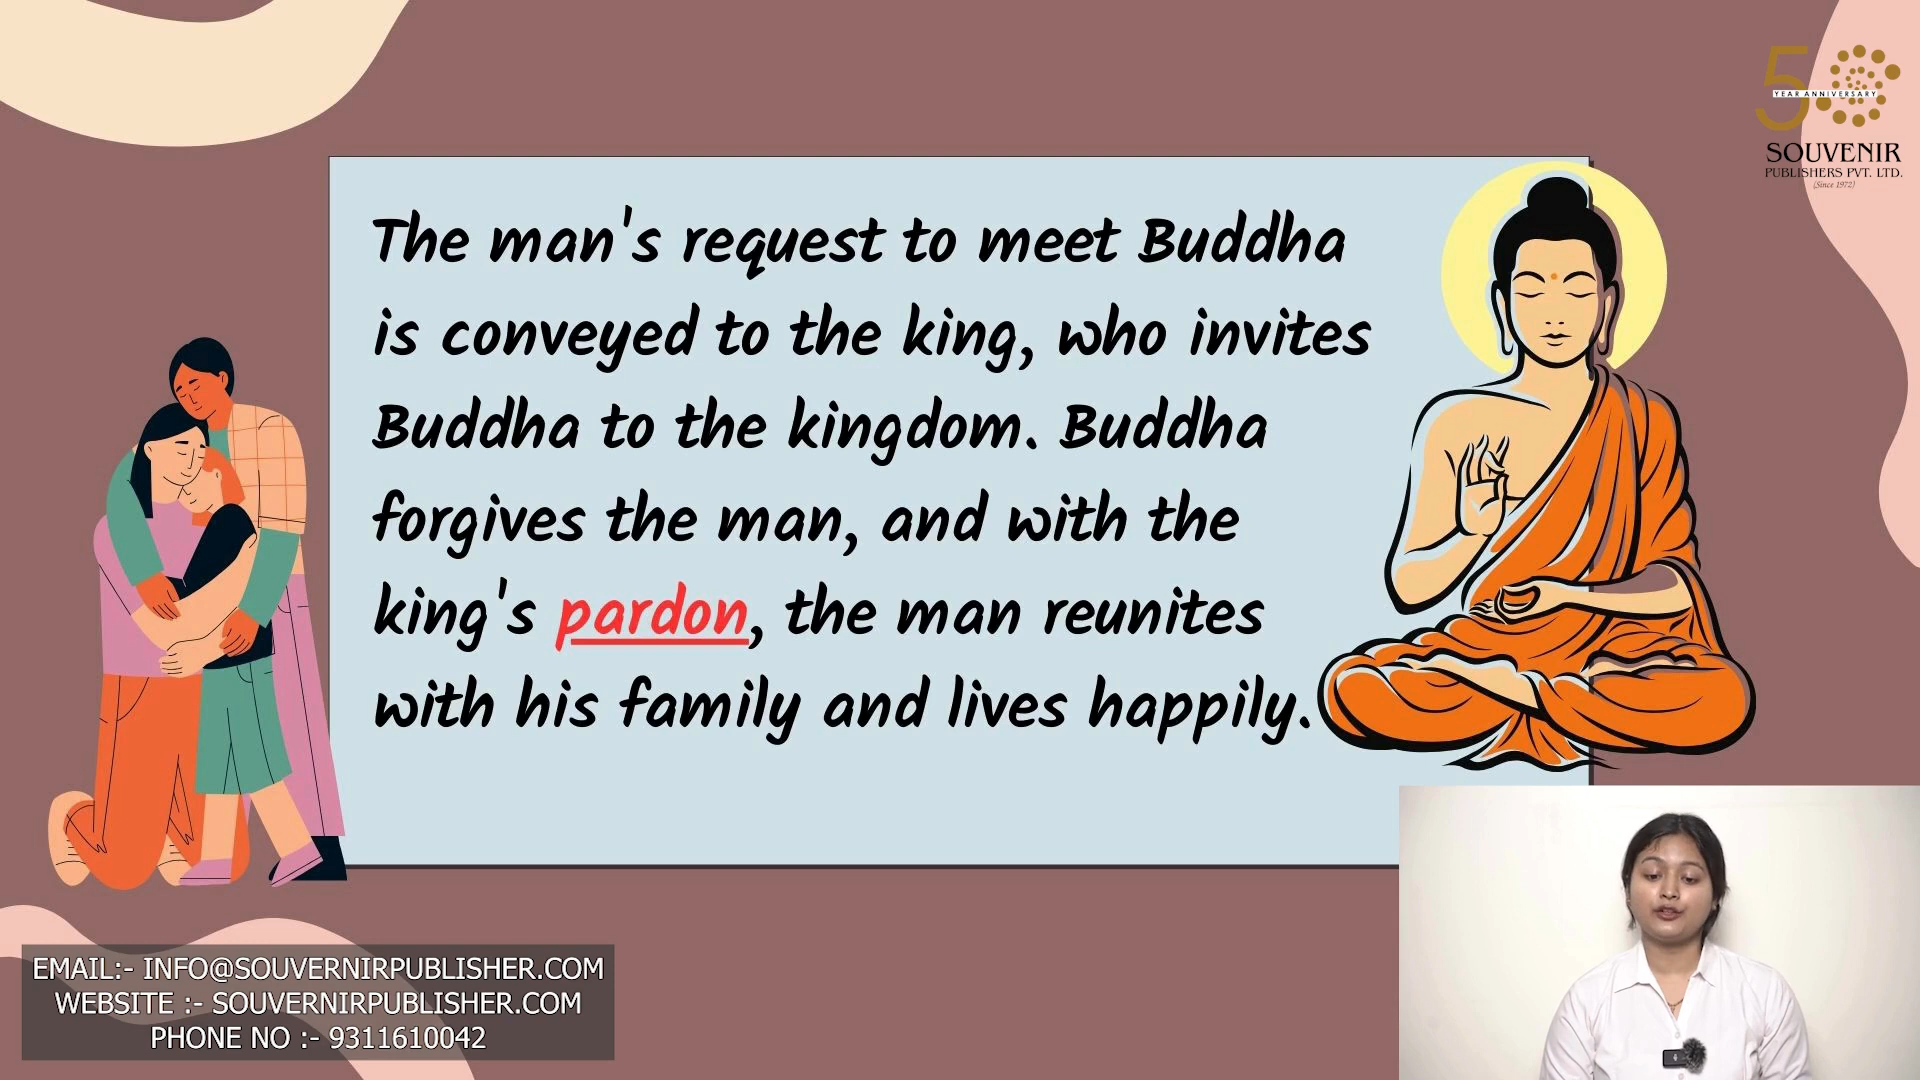 50
YEAR ANNIVERSARY
SOUVENIR
PUBLISHERS PVT. LTD.
(Since 1972)
The man's request to meet Buddha
is conveyed to the king, who invites
Buddha to the kingdom. Buddha
forgives the man, and with the
king's pardon, the man reunites
with his family and lives happily.
EMAIL:- INFO@SOUVERNIRPUBLISHER.COM
WEBSITE :- SOUVERNIRPUBLISHER.COM
PHONE NO :- 9311610042